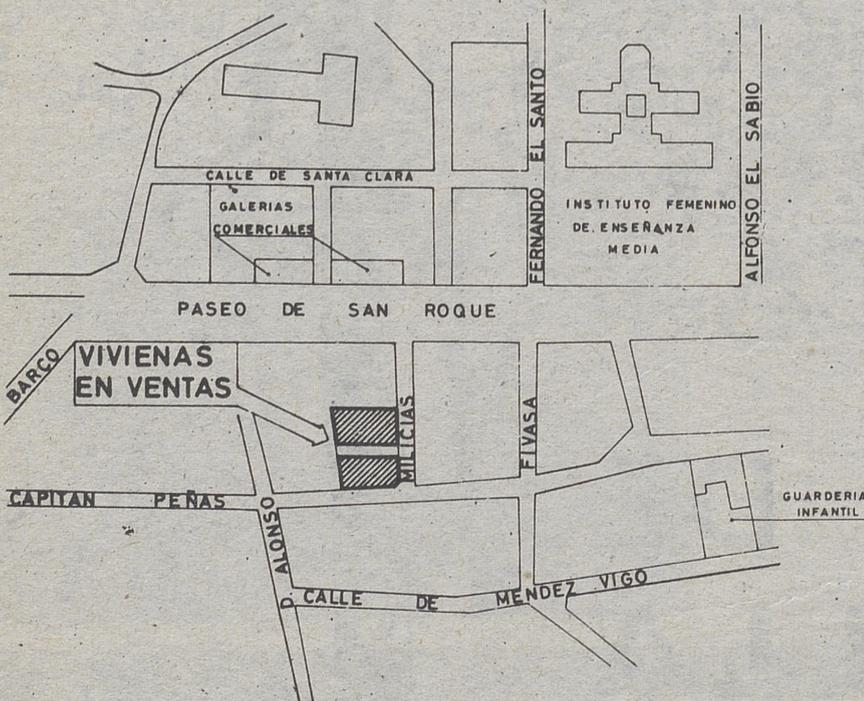 CALLE DE SANTA CLARA
GALERIAS
COMERCIALES
FERNANDO EL SANTO
INSTITUTO FEMENINO
DE ENSEÑANZA
MEDIA
ALFONSO EL SABIO
PASEO DE SAN ROQUE
BARCO
VIVIENAS
EN VENTAS
MILICIAS
FIVASA
CAPITAN PEÑAS
D. ALONSO
GUARDERIA
INFANTIL
CALLE DE MENDEZ VIGO